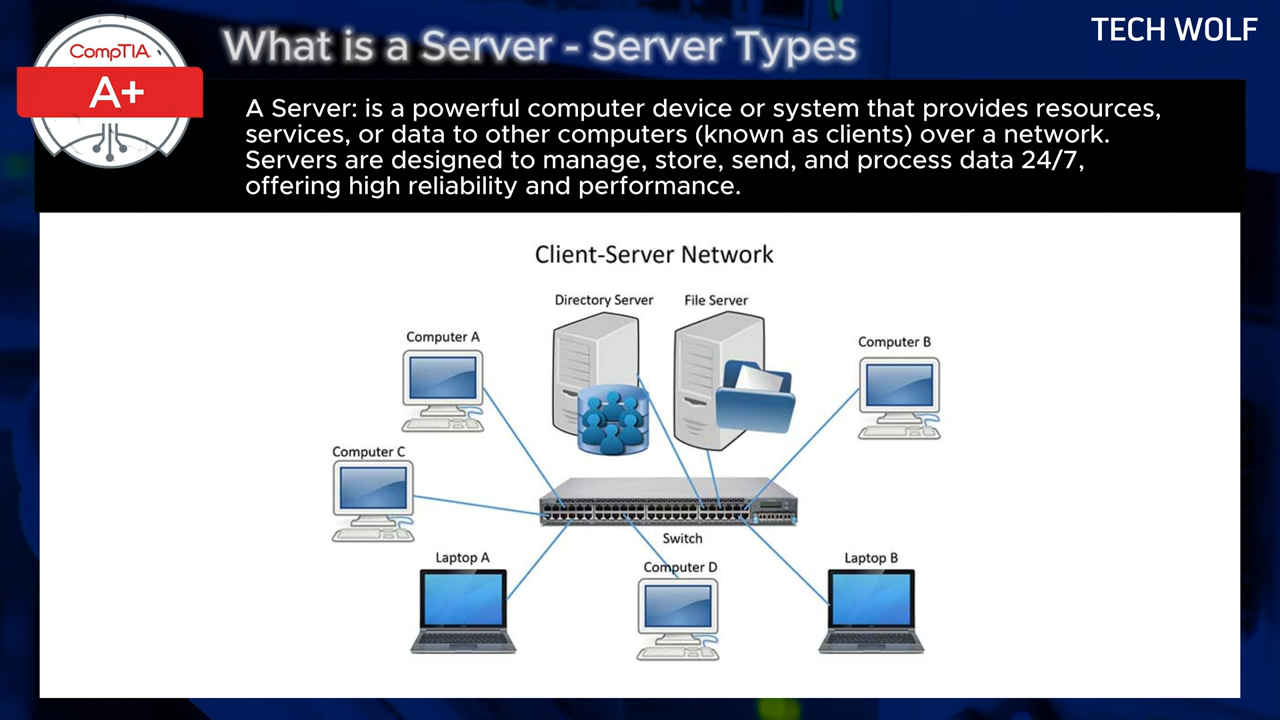 CompTIA.
A+
What is a Server - Server Types
TECH WOLF
A Server: is a powerful computer device or system that provides resources,
services, or data to other computers (known as clients) over a network.
Servers are designed to manage, store, send, and process data 24/7,
offering high reliability and performance.
Client-Server Network
Directory Server
File Server
Computer A
Computer B
Computer C
Switch
Laptop A
Computer D
Laptop B